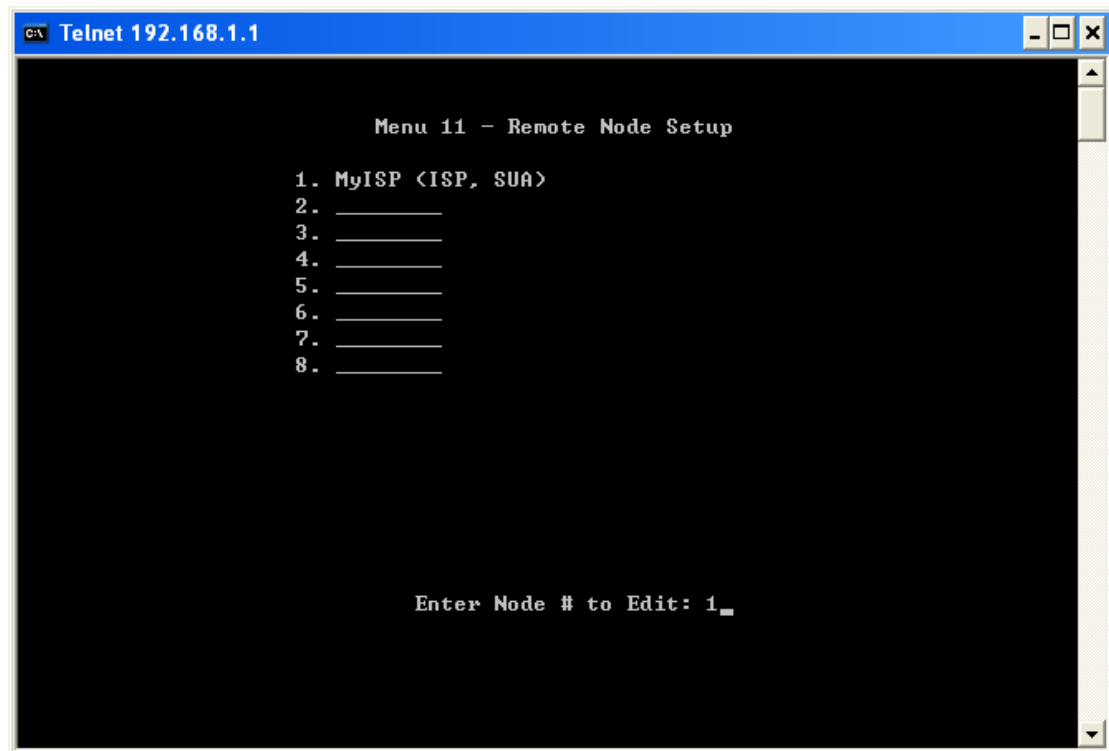 Telnet 192.168.1.1
Menu 11 - Remote Node Setup
1. MyISP (ISP, SUA)
2. ________
3. ________
4. ________
5. ________
6. ________
7. ________
8. ________
Enter Node # to Edit: 1_